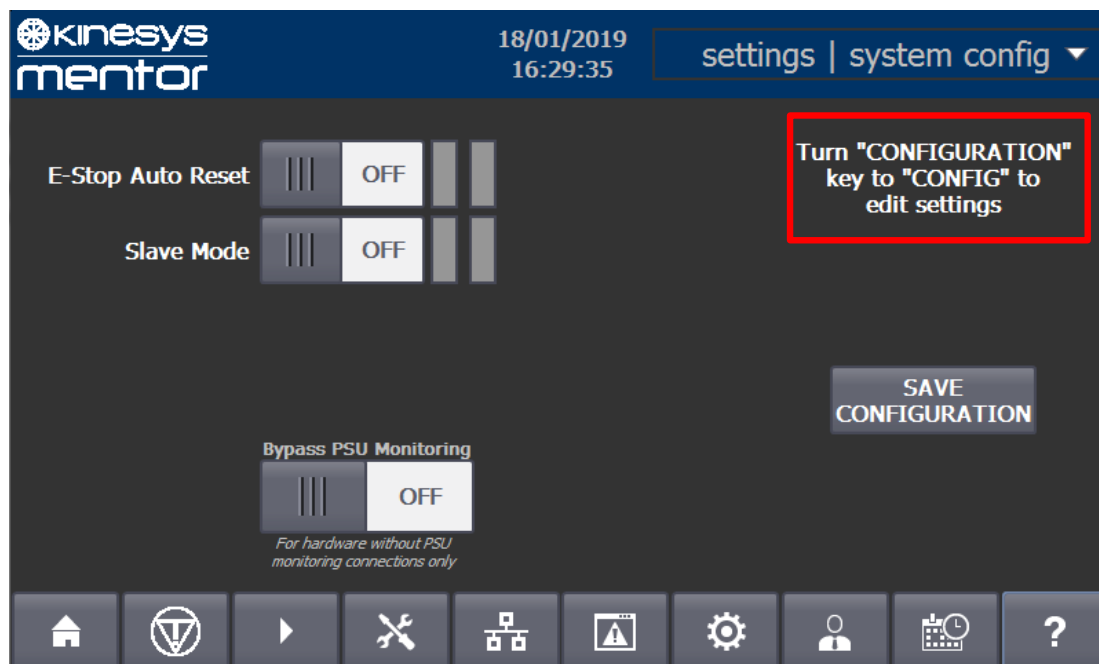 kinesys
mentor
18/01/2019
16:29:35
settings | system config
Turn "CONFIGURATION"
key to "CONFIG" to
edit settings
E-Stop Auto Reset
OFF
Slave Mode
OFF
SAVE
CONFIGURATION
Bypass PSU Monitoring
OFF
For hardware without PSU
monitoring connections only
?